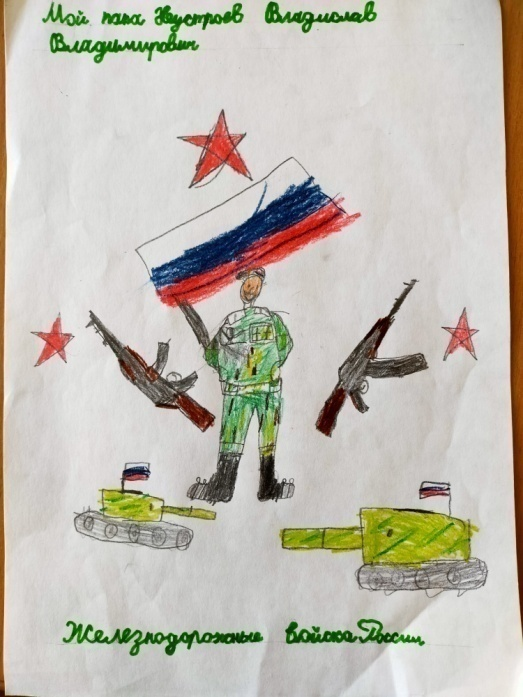 Мой папа Неустроев Владислав
Владимирович
Железнодорожные войска России